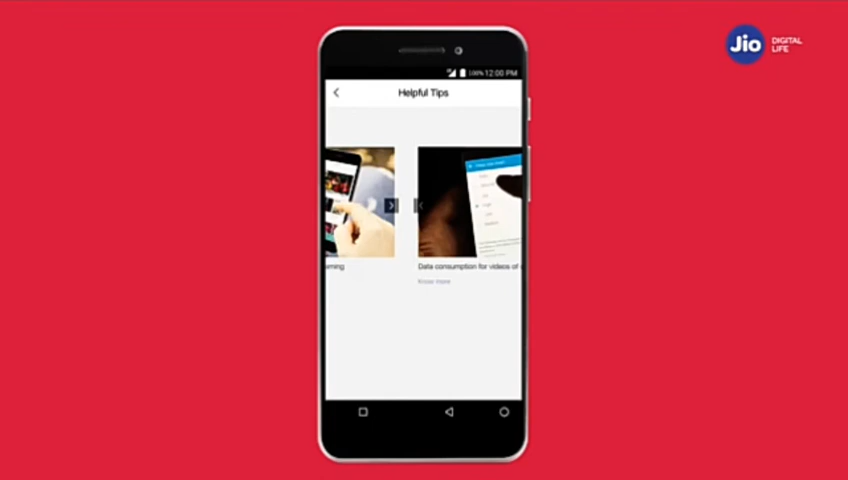 Jio DIGITAL
LIFE
100% 12:00 PM
Helpful Tips
Data consumption for videos of
Know more